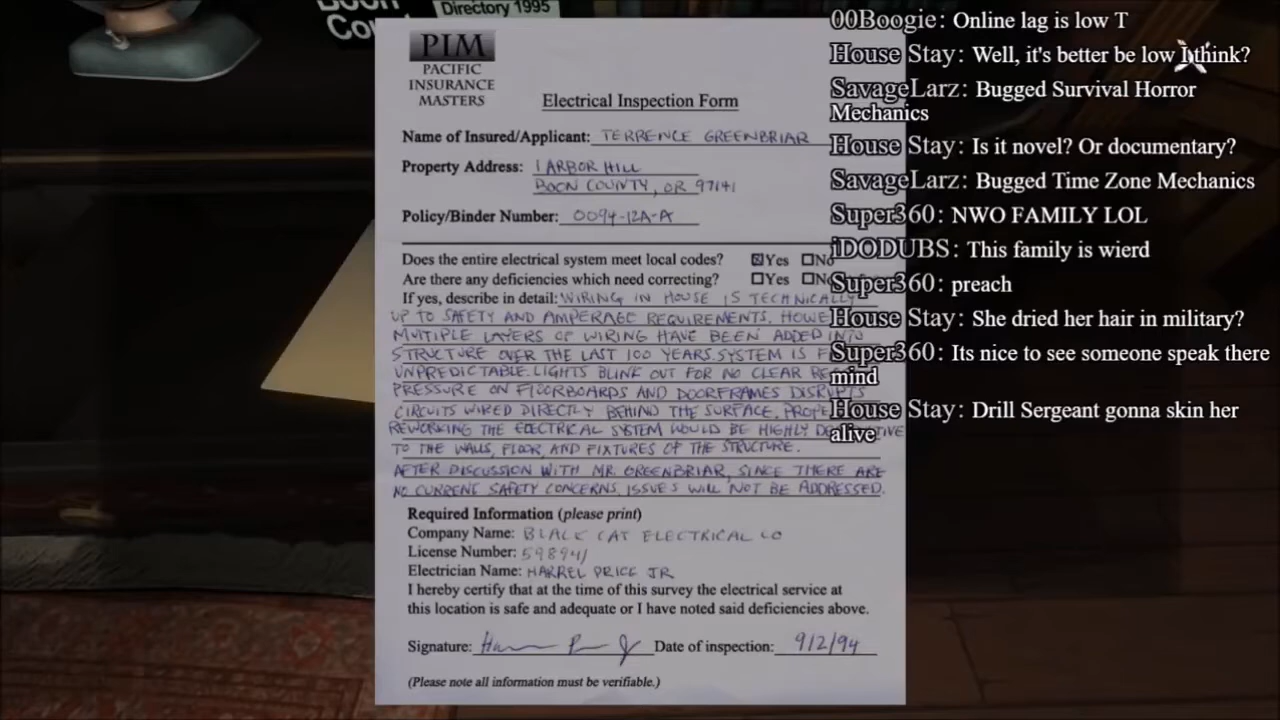 Boon
Cou
Directory 1995
PIM
PACIFIC
INSURANCE
MASTERS
Electrical Inspection Form
Name of Insured/Applicant: TERRENCE GREENBRIAR
Property Address: 1 ARBOR HILL
BOON COUNTY, OR 97141
Policy/Binder Number: 0094-12A-A
Does the entire electrical system meet local codes? ☒Yes ☐No
Are there any deficiencies which need correcting? ☐Yes ☐No
If yes, describe in detail: WIRING IN HOUSE IS TECHNICALLY
UP TO SAFETY AND AMPERAGE REQUIREMENTS. HOWE
MULTIPLE LAYERS OF WIRING HAVE BEEN ADDED INTO
STRUCTURE OVER THE LAST 100 YEARS. SYSTEM IS
UNPREDICTABLE. LIGHTS BLINK OUT FOR NO CLEAR
PRESSURE ON FLOORBOARDS AND DOORFRAMES DISRUPTS
CIRCUITS WIRED DIRECTLY BEHIND THE SURFACE. PROPE
REWORKING THE ELECTRICAL SYSTEM WOULD BE HIGHLY
TO THE WALLS, FLOOR, AND FIXTURES OF THE STRUCTURE.
AFTER DISCUSSION WITH MR. GREENBRIAR, SINCE THERE ARE
NO CURRENT SAFETY CONCERNS, ISSUES WILL NOT BE ADDRESSED.
Required Information (please print)
Company Name: BLACK CAT ELECTRICAL CO
License Number: 598941
Electrician Name: HARREL PRICE JR
I hereby certify that at the time of this survey the electrical service at
this location is safe and adequate or I have noted said deficiencies above.
Signature: Date of inspection: 9/2/94
(Please note all information must be verifiable.)
00Boogie: Online lag is low T
House Stay: Well, it's better be low I think?
SavageLarz: Bugged Survival Horror
Mechanics
House Stay: Is it novel? Or documentary?
SavageLarz: Bugged Time Zone Mechanics
Super360: NWO FAMILY LOL
iDODUBS: This family is wierd
Super360: preach
House Stay: She dried her hair in military?
Super360: Its nice to see someone speak there
mind
House Stay: Drill Sergeant gonna skin her
alive